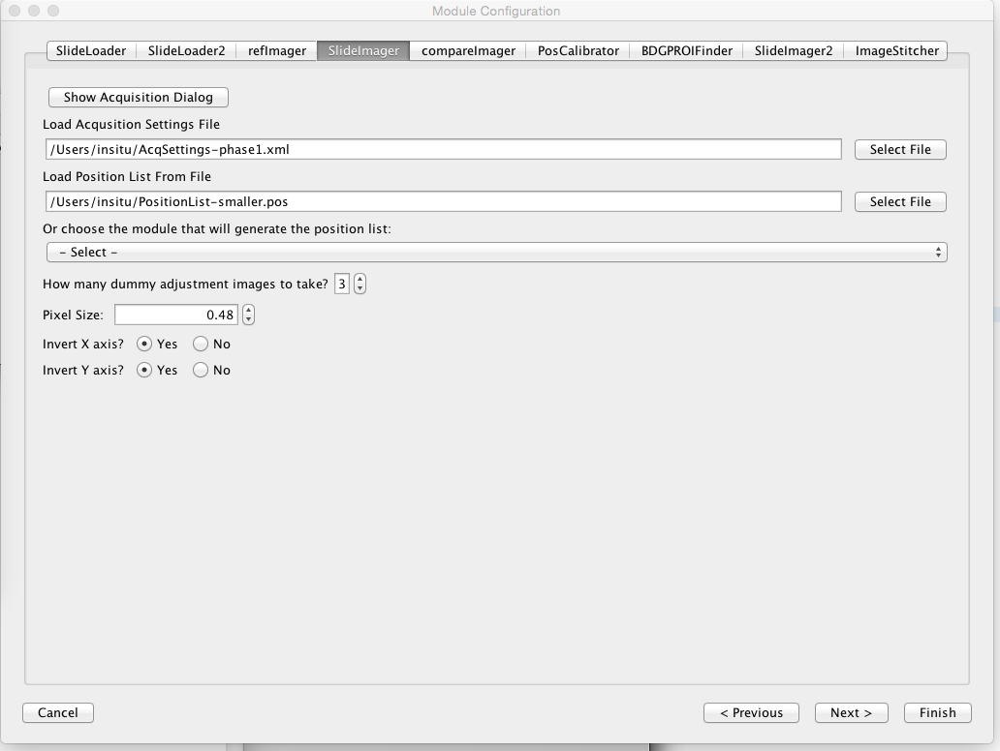 Module Configuration
SlideLoader SlideLoader2 refImager SlideImager compareImager PosCalibrator BDGPROIFinder SlideImager2 ImageStitcher
Show Acquisition Dialog
Load Acqusition Settings File
/Users/insitu/AcqSettings-phase1.xml Select File
Load Position List From File
/Users/insitu/PositionList-smaller.pos Select File
Or choose the module that will generate the position list:
- Select -
How many dummy adjustment images to take? 3
Pixel Size: 0.48
Invert X axis? Yes No
Invert Y axis? Yes No
Cancel < Previous Next > Finish